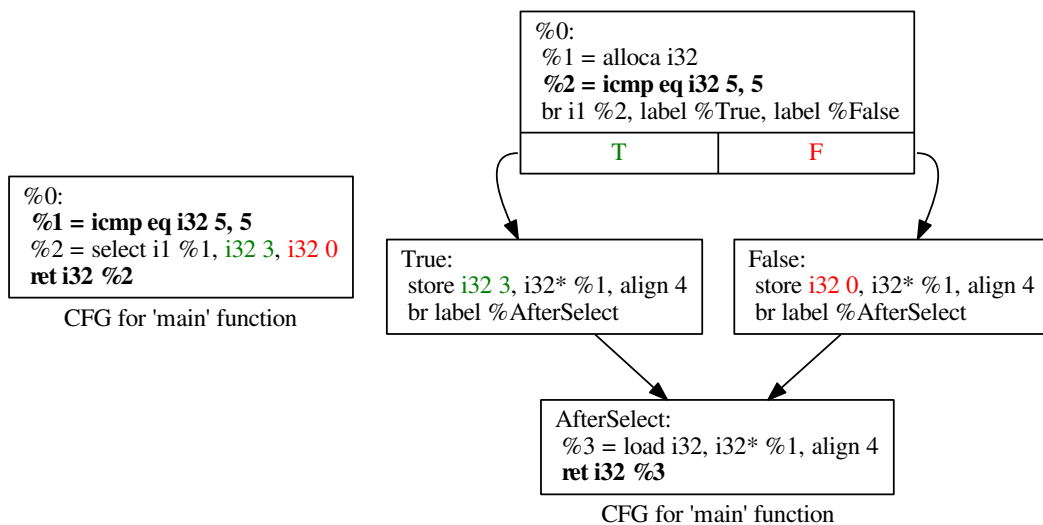 %0:
%1 = icmp eq i32 5, 5
%2 = select i1 %1, i32 3, i32 0
ret i32 %2
CFG for 'main' function
%0:
%1 = alloca i32
%2 = icmp eq i32 5, 5
br i1 %2, label %True, label %False
T
F
True:
store i32 3, i32* %1, align 4
br label %AfterSelect
False:
store i32 0, i32* %1, align 4
br label %AfterSelect
AfterSelect:
%3 = load i32, i32* %1, align 4
ret i32 %3
CFG for 'main' function